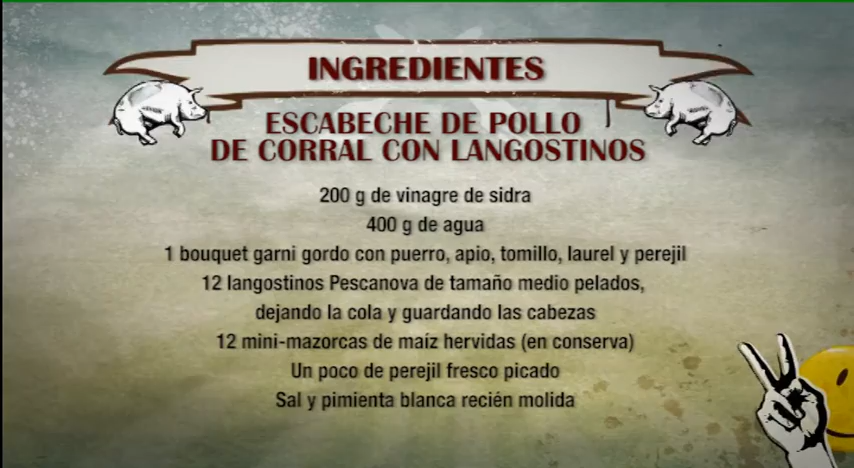 INGREDIENTES
ESCABECHE DE POLLO
DE CORRAL CON LANGOSTINOS
200 g de vinagre de sidra
400 g de agua
1 bouquet garni gordo con puerro, apio, tomillo, laurel y perejil
12 langostinos Pescanova de tamaño medio pelados,
dejando la cola y guardando las cabezas
12 mini-mazorcas de maíz hervidas (en conserva)
Un poco de perejil fresco picado
Sal y pimienta blanca recién molida